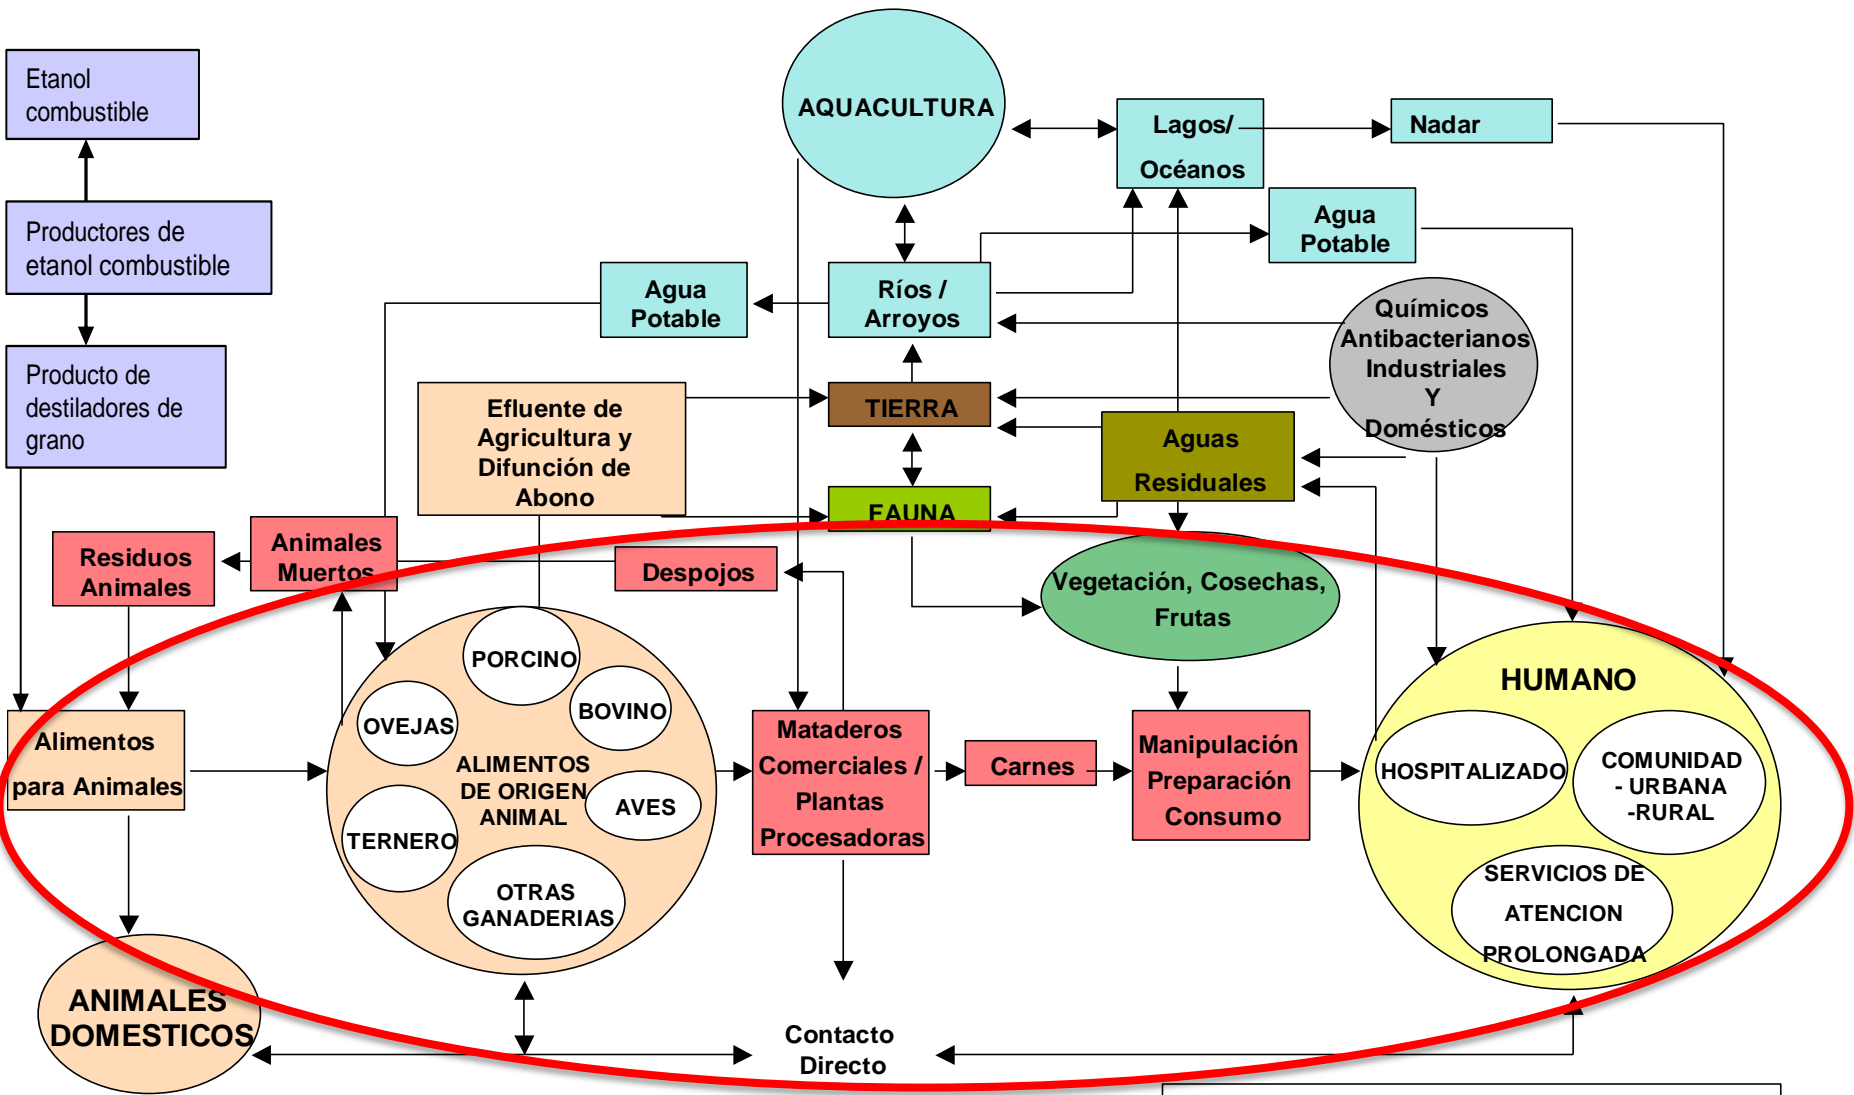 Etanol
combustible
Productores de
etanol combustible
Producto de
destiladores de
grano
AQUACULTURA
Lagos/
Océanos
Nadar
Agua
Potable
Agua
Potable
Ríos /
Arroyos
Químicos
Antibacterianos
Industriales
Y
Domésticos
Efluente de
Agricultura y
Difunción de
Abono
TIERRA
Aguas
Residuales
FAUNA
Residuos
Animales
Animales
Muertos
Despojos
Vegetación, Cosechas,
Frutas
Alimentos
para Animales
PORCINO
BOVINO
OVEJAS
ALIMENTOS
DE ORIGEN
ANIMAL
AVES
TERNERO
OTRAS
GANADERIAS
Mataderos
Comerciales /
Plantas
Procesadoras
Carnes
Manipulación
Preparación
Consumo
HUMANO
HOSPITALIZADO
COMUNIDAD
- URBANA
-RURAL
SERVICIOS DE
ATENCION
PROLONGADA
ANIMALES
DOMESTICOS
Contacto
Directo